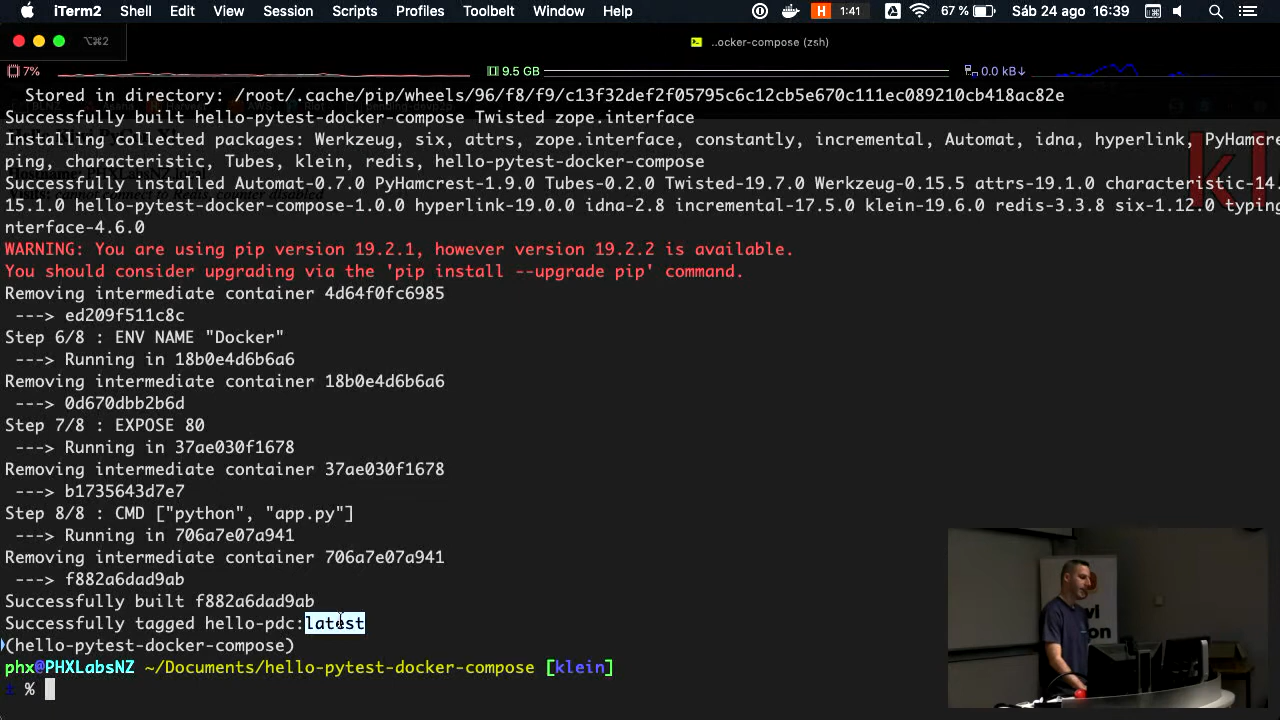 iTerm2 Shell Edit View Session Scripts Profiles Toolbelt Window Help H 1:41 67 % Sáb 24 ago 16:39
⌥⌘2 ..ocker-compose (zsh)
7% 9.5 GB 0.0 kB↓
Stored in directory: /root/.cache/pip/wheels/96/f8/f9/c13f32def2f05795c6c12cb5e670c111ec089210cb418ac82e
Successfully built hello-pytest-docker-compose Twisted zope.interface
Installing collected packages: Werkzeug, six, attrs, zope.interface, constantly, incremental, Automat, idna, hyperlink, PyHamcrest
ping, characteristic, Tubes, klein, redis, hello-pytest-docker-compose
Successfully installed Automat-0.7.0 PyHamcrest-1.9.0 Tubes-0.2.0 Twisted-19.7.0 Werkzeug-0.15.5 attrs-19.1.0 characteristic-14.
15.1.0 hello-pytest-docker-compose-1.0.0 hyperlink-19.0.0 idna-2.8 incremental-17.5.0 klein-19.6.0 redis-3.3.8 six-1.12.0 typing
nterface-4.6.0
WARNING: You are using pip version 19.2.1, however version 19.2.2 is available.
You should consider upgrading via the 'pip install --upgrade pip' command.
Removing intermediate container 4d64f0fc6985
---> ed209f511c8c
Step 6/8 : ENV NAME "Docker"
---> Running in 18b0e4d6b6a6
Removing intermediate container 18b0e4d6b6a6
---> 0d670dbb2b6d
Step 7/8 : EXPOSE 80
---> Running in 37ae030f1678
Removing intermediate container 37ae030f1678
---> b1735643d7e7
Step 8/8 : CMD ["python", "app.py"]
---> Running in 706a7e07a941
Removing intermediate container 706a7e07a941
---> f882a6dad9ab
Successfully built f882a6dad9ab
Successfully tagged hello-pdc:latest
(hello-pytest-docker-compose)
phx@PHXLabsNZ ~/Documents/hello-pytest-docker-compose [klein]
± %